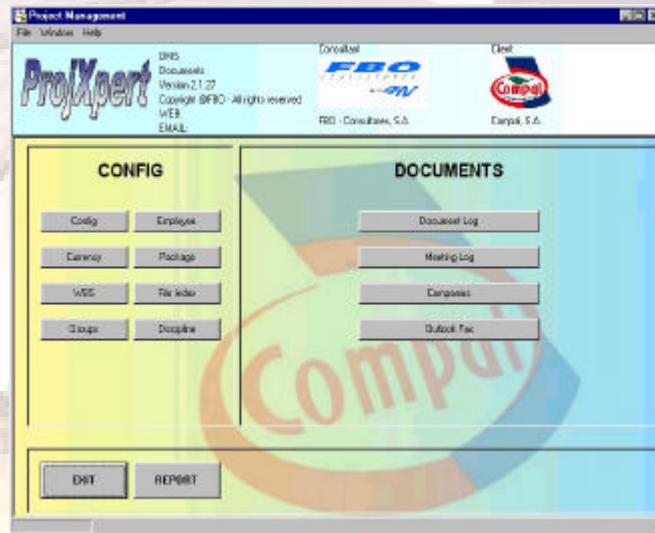 Project Management
File Window Help
ProjXpert
DMS
Documents
Version 2.1.27
Copyright @FBO - All rights reserved
WEB:
EMAIL:
Consultant
FBO
CONSULTORES
FBO - Consultores, S.A.
Client
Compal
Compal, S.A.
CONFIG
Config Employee
Currency Package
WBS File Index
Groups Discipline
DOCUMENTS
Document Log
Meeting Log
Companies
Outlook Fax
Compal
EXIT REPORT